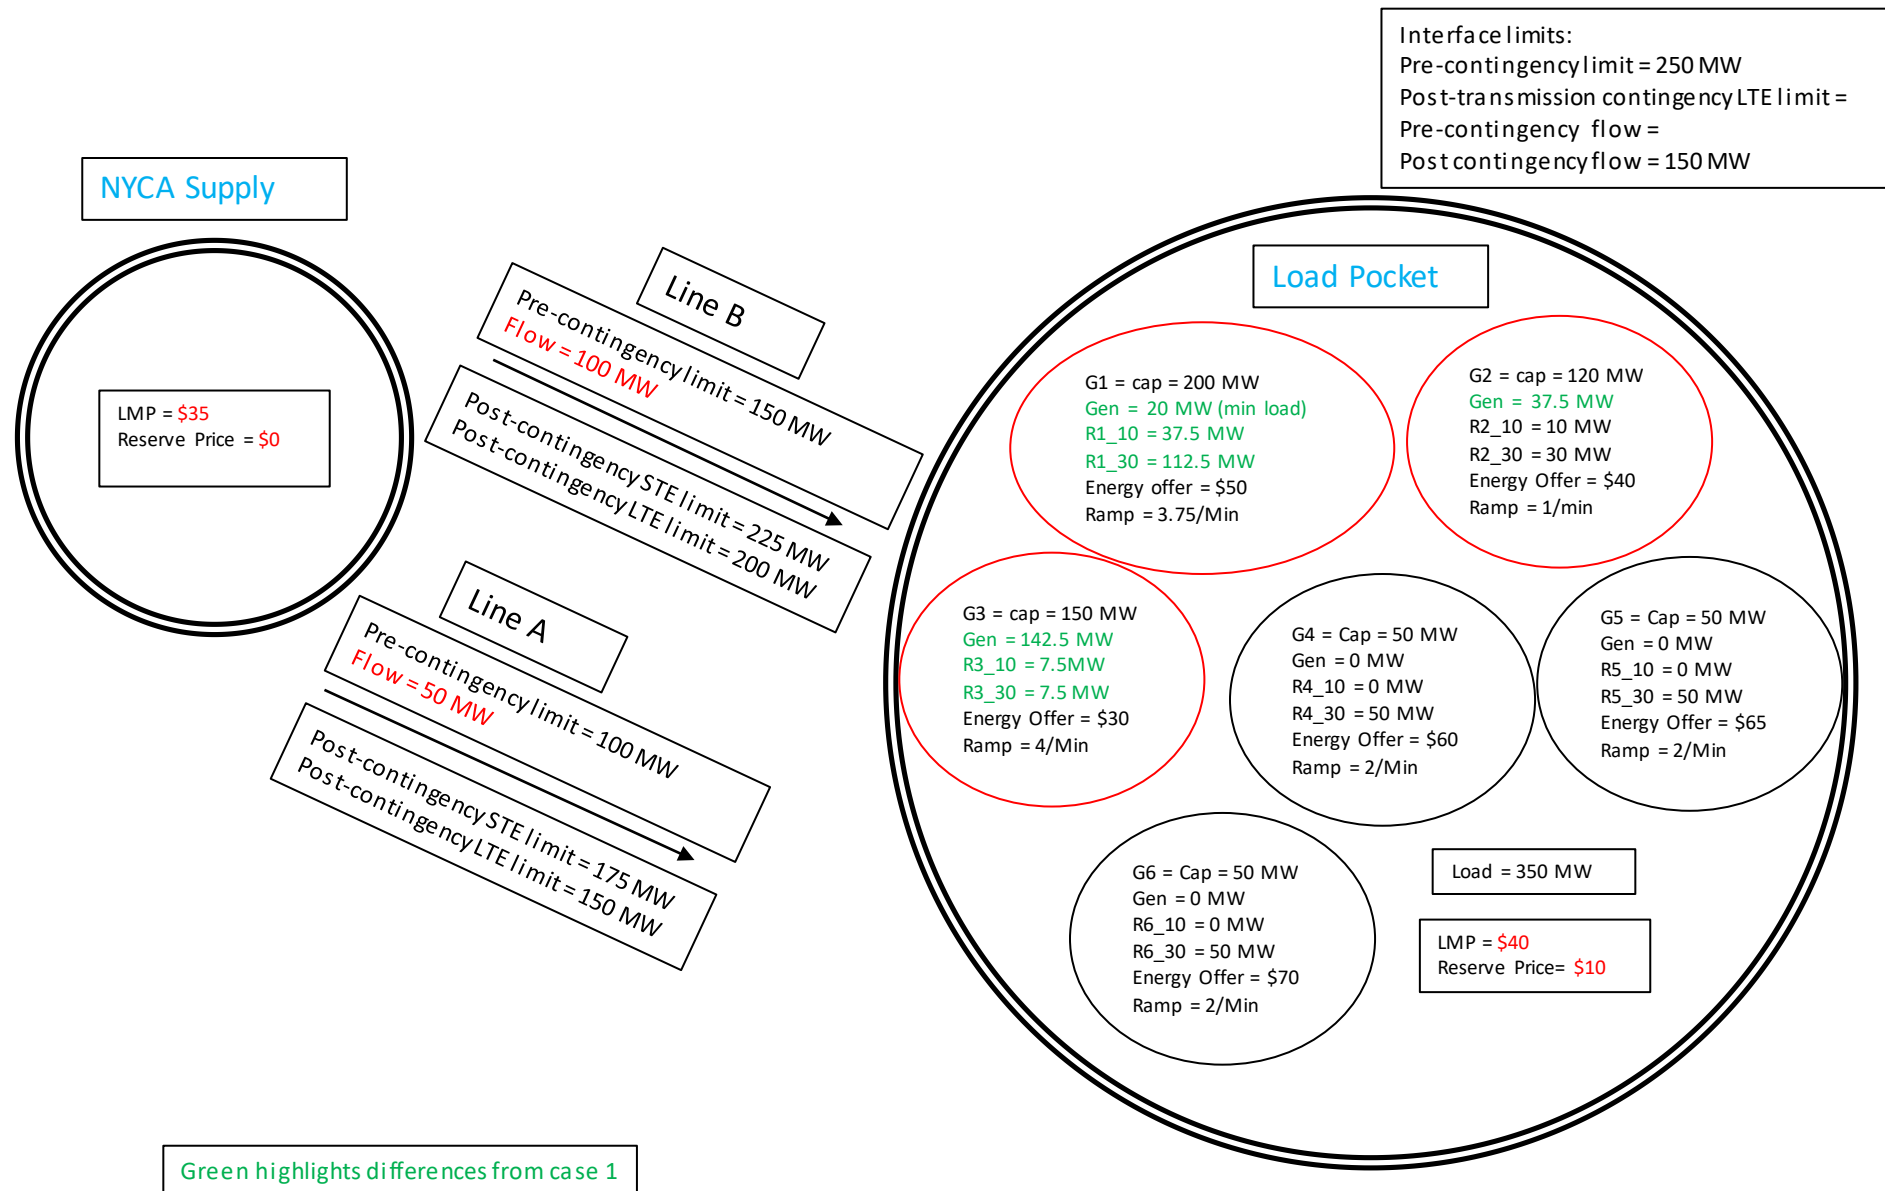 Interface limits:
Pre-contingency limit = 250 MW
Post-transmission contingency LTE limit =
Pre-contingency flow =
Post contingency flow = 150 MW
NYCA Supply
LMP = $35
Reserve Price = $0
Line B
Pre-contingency limit = 150 MW
Flow = 100 MW
Post-contingency STE limit = 225 MW
Post-contingency LTE limit = 200 MW
Line A
Pre-contingency limit = 100 MW
Flow = 50 MW
Post-contingency STE limit = 175 MW
Post-contingency LTE limit = 150 MW
Load Pocket
G1 = cap = 200 MW
Gen = 20 MW (min load)
R1_10 = 37.5 MW
R1_30 = 112.5 MW
Energy offer = $50
Ramp = 3.75/Min
G2 = cap = 120 MW
Gen = 37.5 MW
R2_10 = 10 MW
R2_30 = 30 MW
Energy Offer = $40
Ramp = 1/min
G3 = cap = 150 MW
Gen = 142.5 MW
R3_10 = 7.5MW
R3_30 = 7.5 MW
Energy Offer = $30
Ramp = 4/Min
G4 = Cap = 50 MW
Gen = 0 MW
R4_10 = 0 MW
R4_30 = 50 MW
Energy Offer = $60
Ramp = 2/Min
G5 = Cap = 50 MW
Gen = 0 MW
R5_10 = 0 MW
R5_30 = 50 MW
Energy Offer = $65
Ramp = 2/Min
G6 = Cap = 50 MW
Gen = 0 MW
R6_10 = 0 MW
R6_30 = 50 MW
Energy Offer = $70
Ramp = 2/Min
Load = 350 MW
LMP = $40
Reserve Price= $10
Green highlights differences from case 1